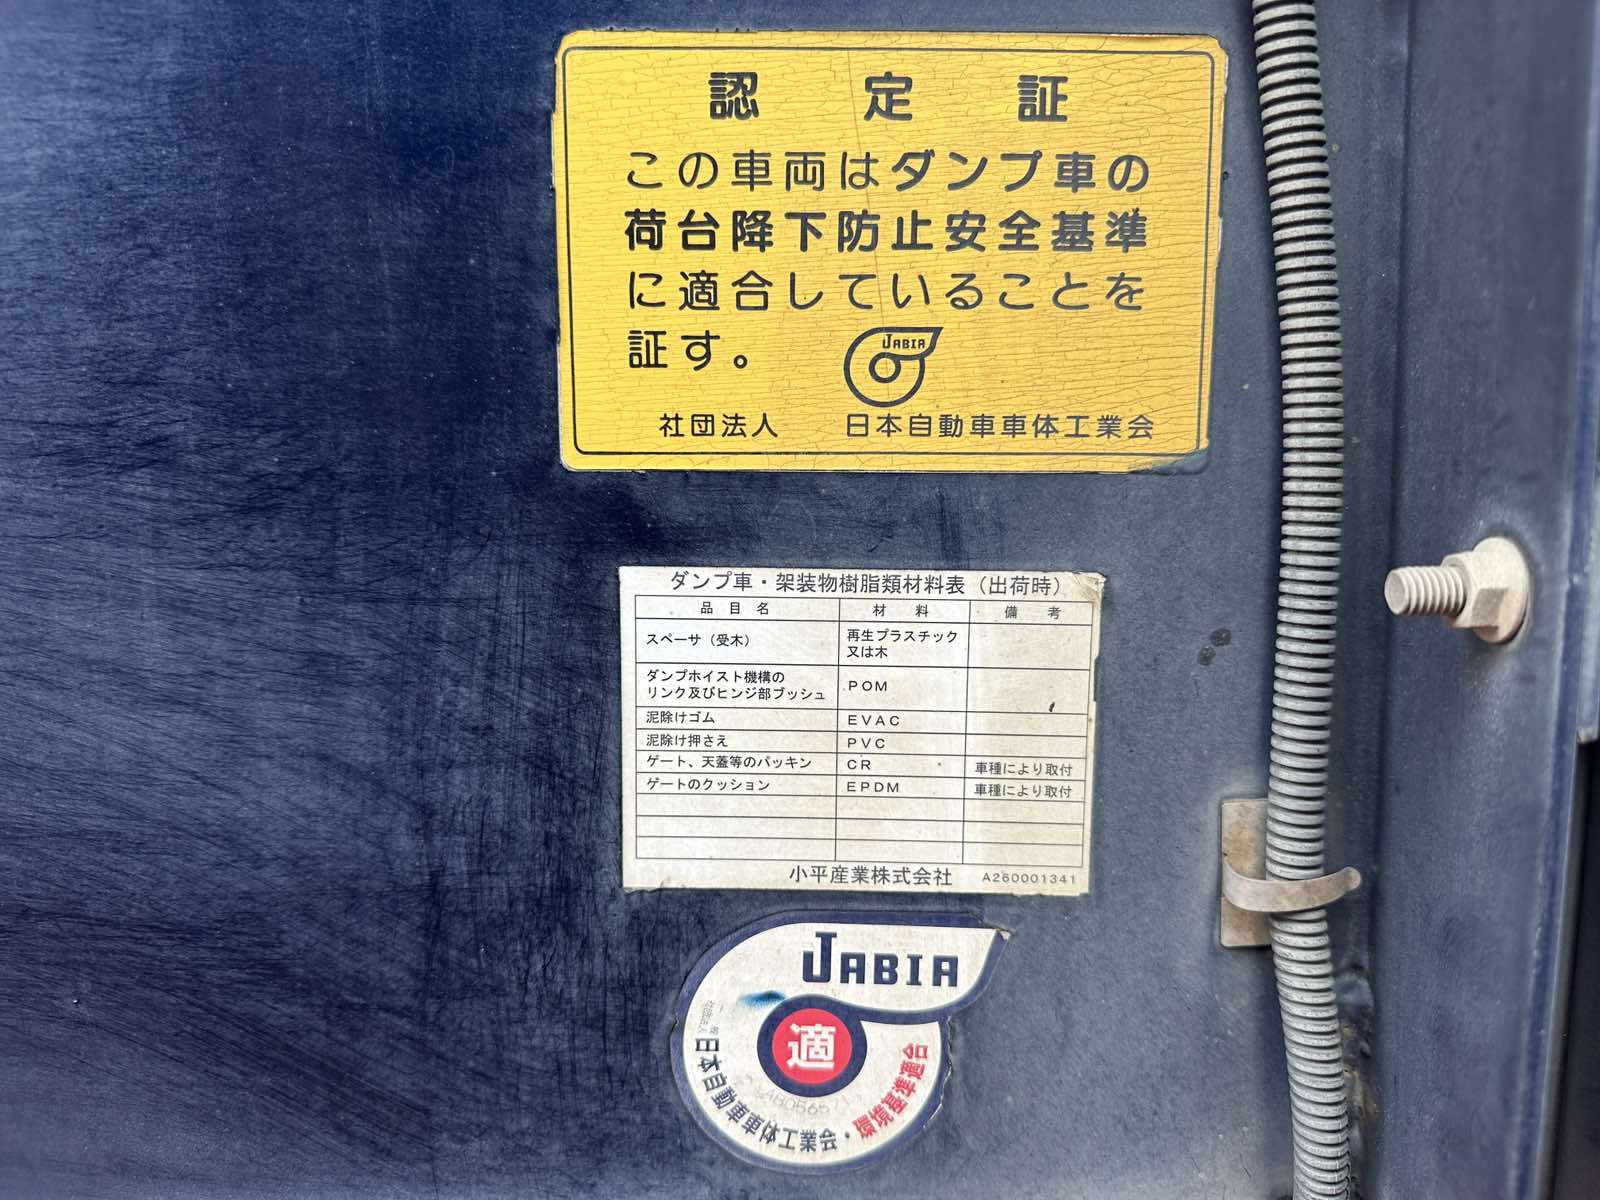 認定証
この車両はダンプ車の
荷台降下防止安全基準
に適合していることを
証す。
JABIA
社団法人 日本自動車車体工業会
ダンプ車・架装物樹脂類材料表（出荷時）
品目名 材料 備考
スペーサ（受木） 再生プラスチック
又は木
ダンプホイスト機構の
リンク及びヒンジ部ブッシュ POM
泥除けゴム EVAC
泥除け押さえ PVC
ゲート、天蓋等のパッキン CR 車種により取付
ゲートのクッション EPDM 車種により取付
小平産業株式会社 A260001341
JABIA
適
一般社団法人 日本自動車車体工業会・環境基準適合